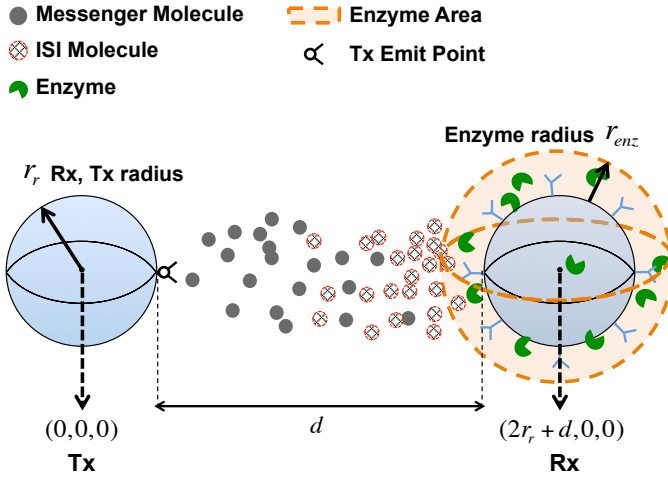 Messenger Molecule
Enzyme Area
ISI Molecule
Tx Emit Point
Enzyme
Enzyme radius r_enz
r_r Rx, Tx radius
d
(0,0,0)
(2r_r + d,0,0)
Tx
Rx